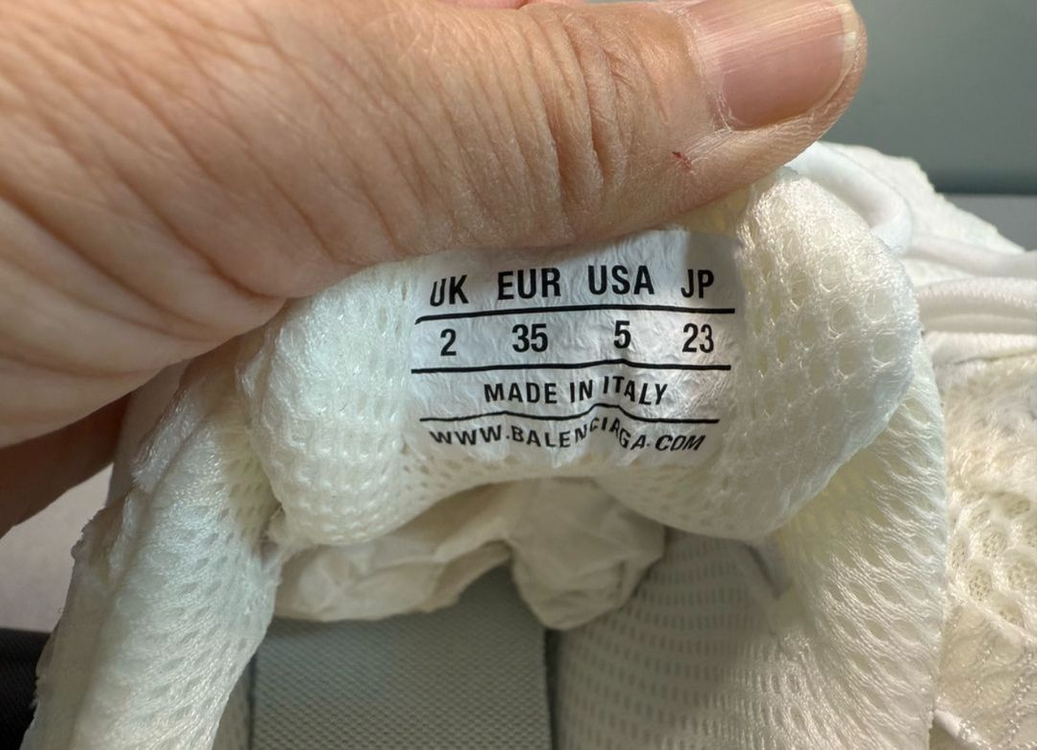 UK EUR USA JP
2 35 5 23
MADE IN ITALY
WWW.BALENCIAGA.COM